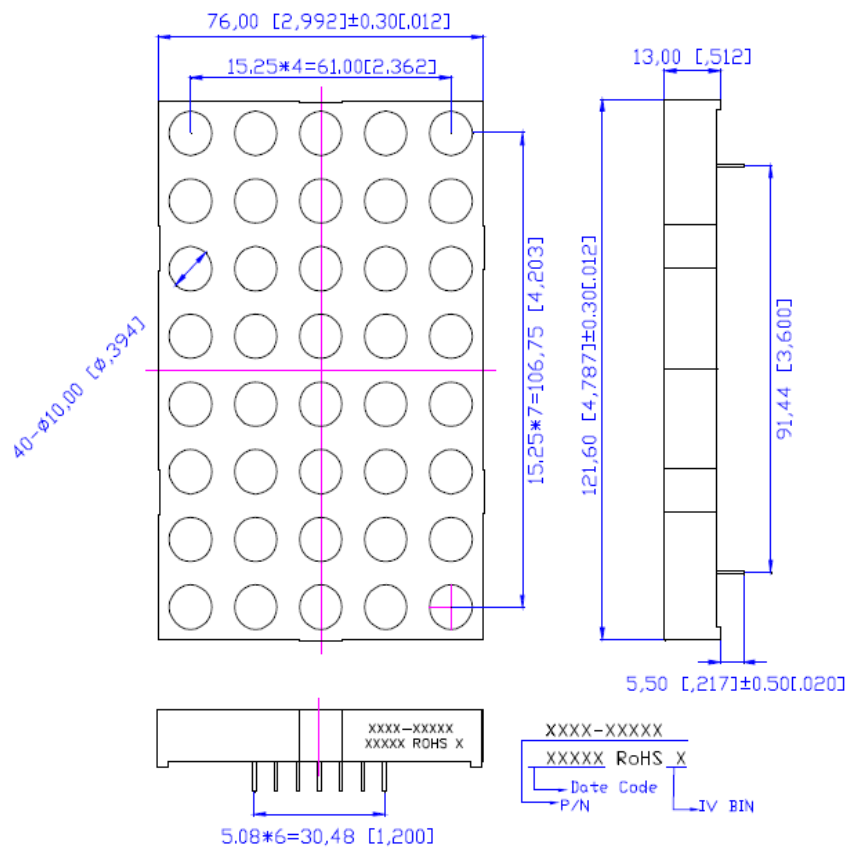 76,00 [2,992]±0.30[.012]
15.25*4=61.00[2.362]
13,00 [,512]
40-ø10,00 [ø,394]
15.25*7=106,75 [4,203]
121,60 [4,787]±0.30[.012]
91,44 [3,600]
5,50 [,217]±0.50[.020]
XXXX-XXXXX
XXXXX ROHS X
5.08*6=30,48 [1,200]
XXXX-XXXXX
XXXXX RoHS X
Date Code
P/N
IV BIN